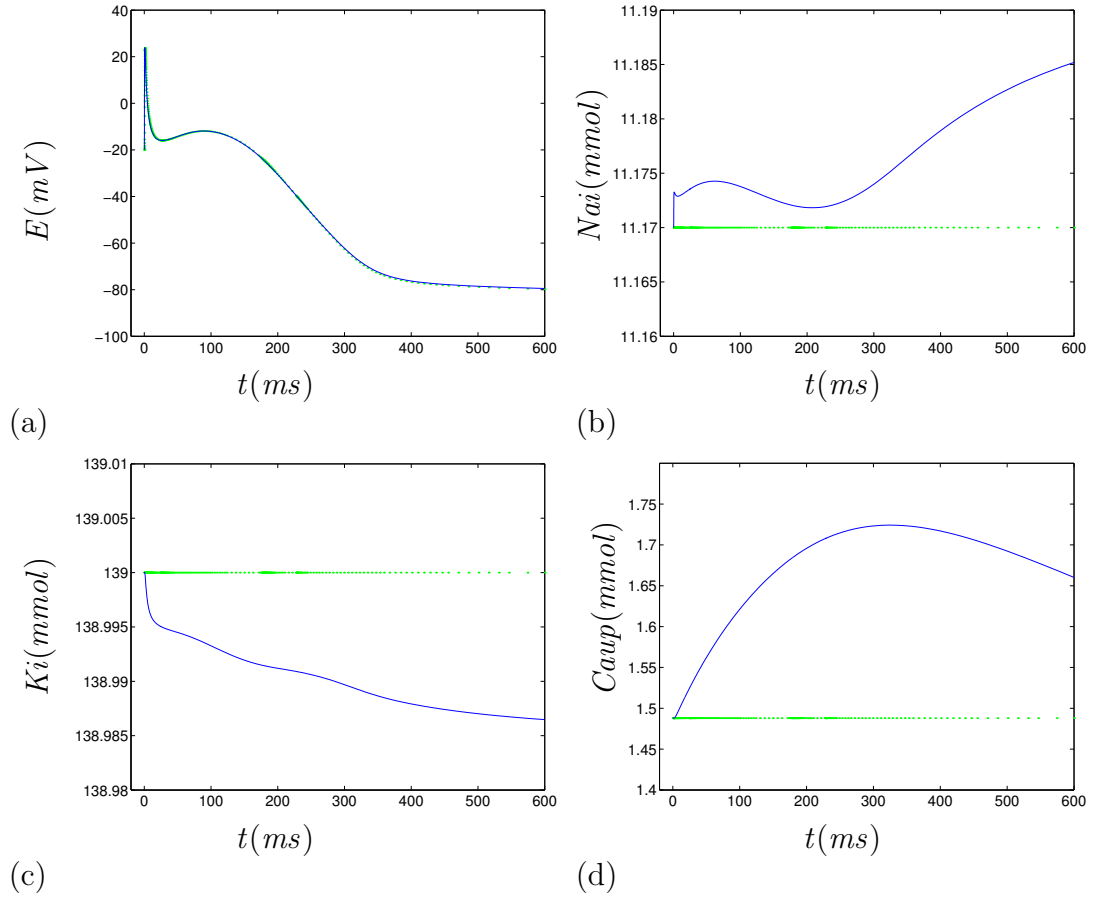 40
20
0
−20
−40
−60
−80
−100
0 100 200 300 400 500 600
E(mV)
t(ms)
(a)
11.19
11.185
11.18
11.175
11.17
11.165
11.16
0 100 200 300 400 500 600
Nai(mmol)
t(ms)
(b)
139.01
139.005
139
138.995
138.99
138.985
138.98
0 100 200 300 400 500 600
Ki(mmol)
t(ms)
(c)
1.75
1.7
1.65
1.6
1.55
1.5
1.45
1.4
0 100 200 300 400 500 600
Caup(mmol)
t(ms)
(d)